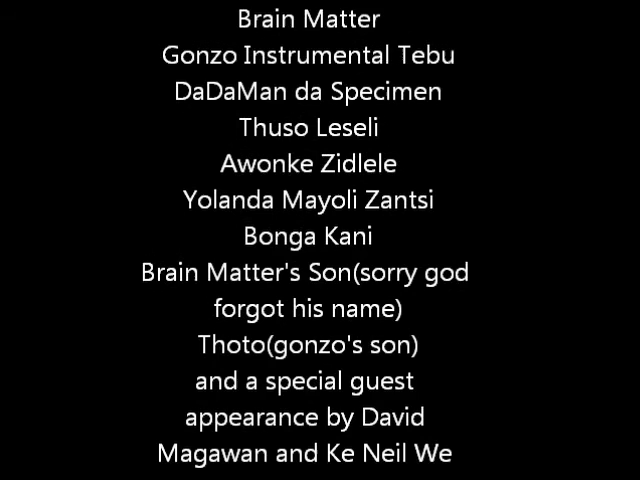 Brain Matter
Gonzo Instrumental Tebu
DaDaMan da Specimen
Thuso Leseli
Awonke Zidlele
Yolanda Mayoli Zantsi
Bonga Kani
Brain Matter's Son(sorry god
forgot his name)
Thoto(gonzo's son)
and a special guest
appearance by David
Magawan and Ke Neil We